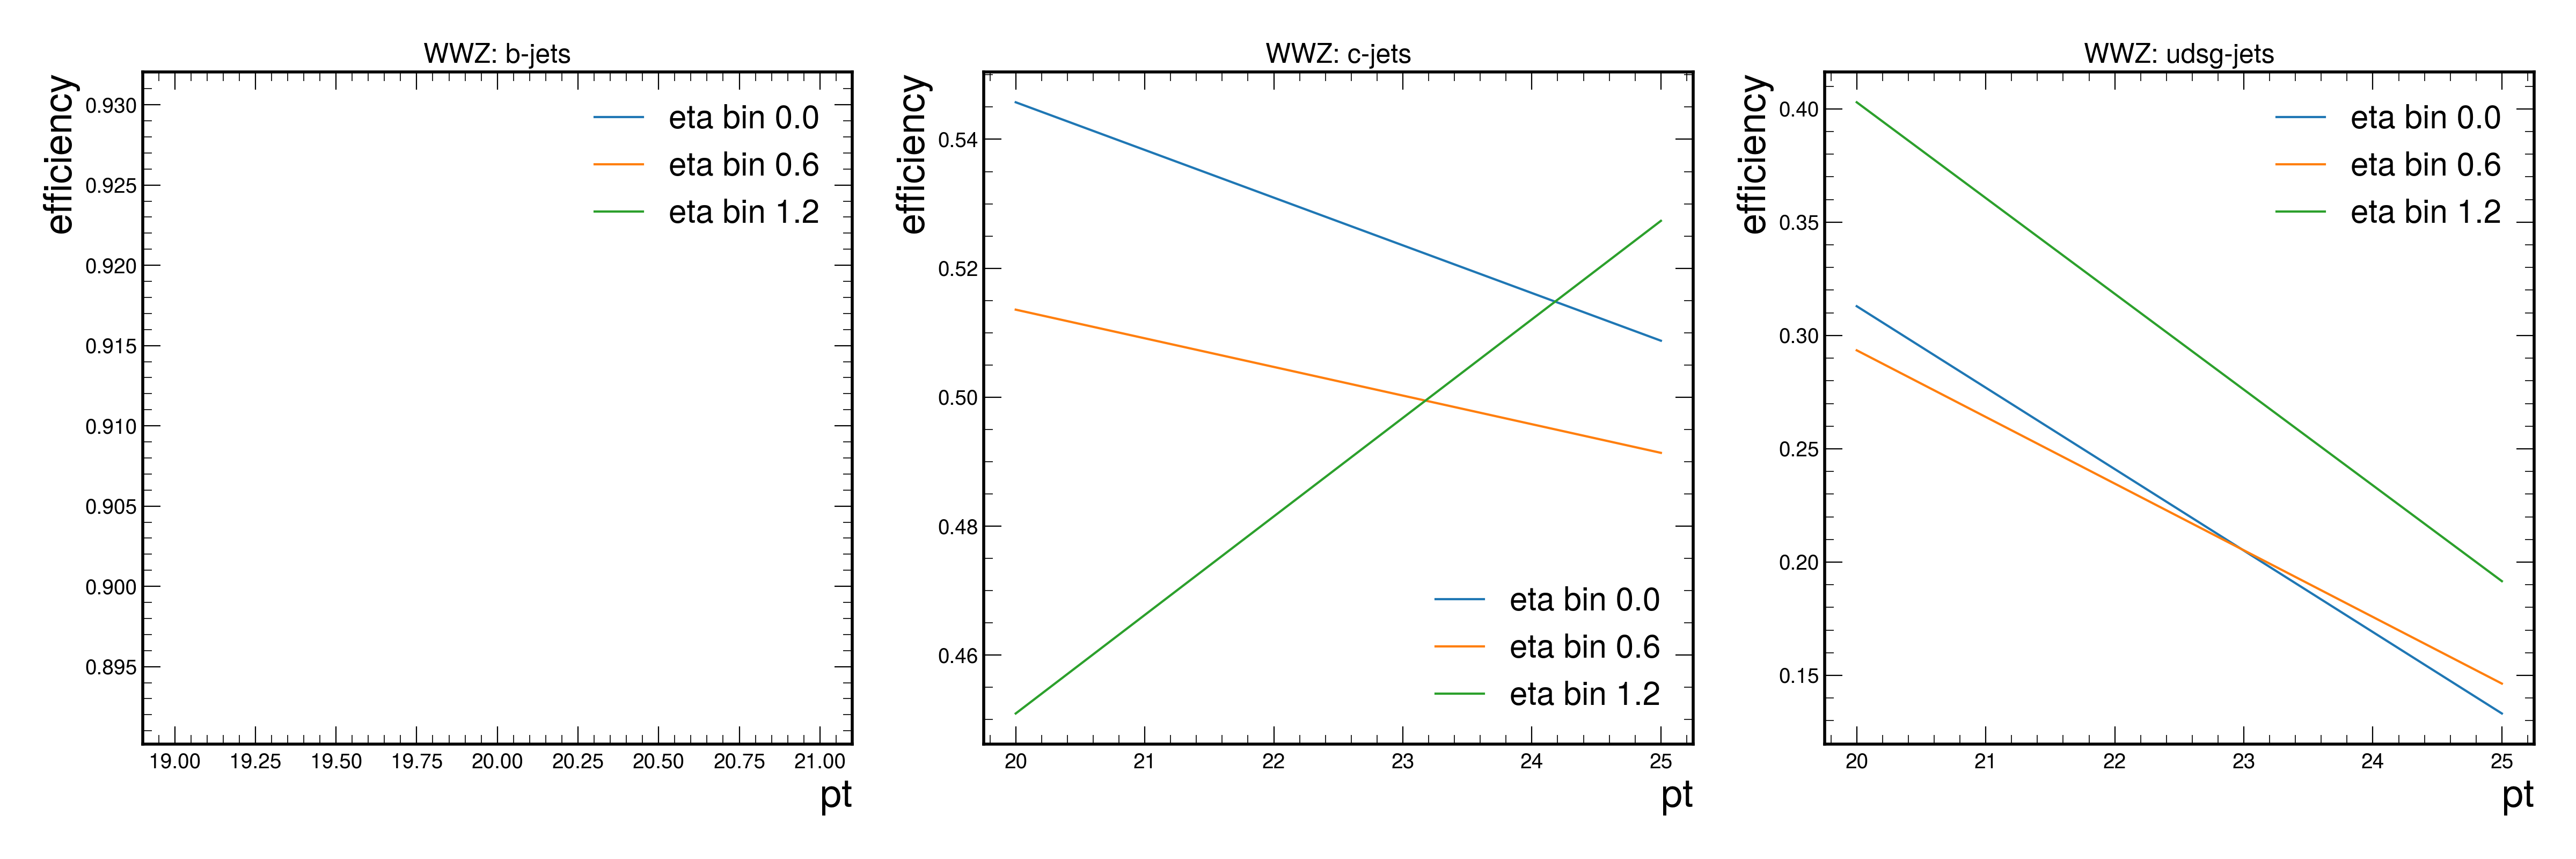 WWZ: b-jets
efficiency
0.930
0.925
0.920
0.915
0.910
0.905
0.900
0.895
eta bin 0.0
eta bin 0.6
eta bin 1.2
19.00 19.25 19.50 19.75 20.00 20.25 20.50 20.75 21.00
pt
WWZ: c-jets
efficiency
0.54
0.52
0.50
0.48
0.46
eta bin 0.0
eta bin 0.6
eta bin 1.2
20 21 22 23 24 25
pt
WWZ: udsg-jets
efficiency
0.40
0.35
0.30
0.25
0.20
0.15
eta bin 0.0
eta bin 0.6
eta bin 1.2
20 21 22 23 24 25
pt